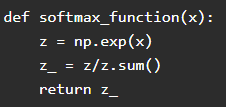 def softmax_function(x):
    z = np.exp(x)
    z_ = z/z.sum()
    return z_